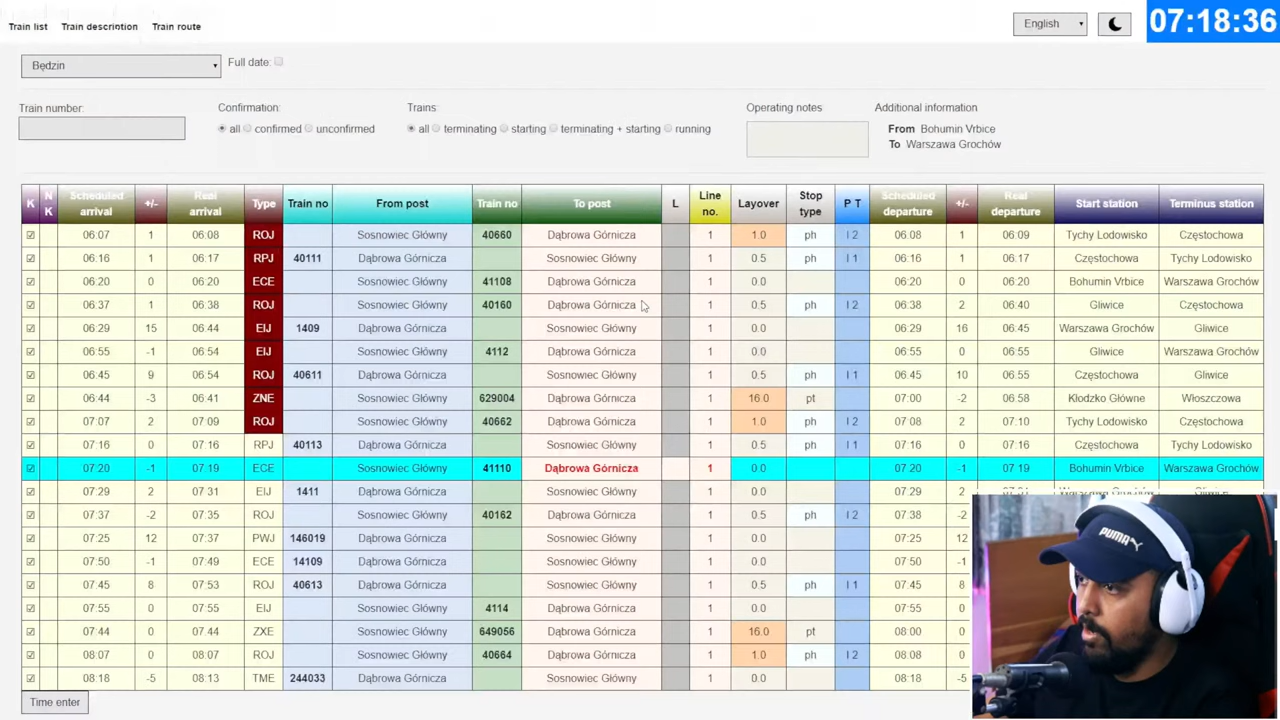 Train list Train description Train route English 07:18:36
Będzin Full date:
Train number: Confirmation: Trains: Operating notes Additional information
all confirmed unconfirmed all terminating starting terminating + starting running From Bohumin Vrbice
To Warszawa Grochów
K N K Scheduled arrival +/- Real arrival Type Train no From post Train no To post L Line no. Layover Stop type P T Scheduled departure +/- Real departure Start station Terminus station
06:07 1 06:08 ROJ Sosnowiec Główny 40660 Dąbrowa Górnicza 1 1.0 ph I 2 06:08 1 06:09 Tychy Lodowisko Częstochowa
06:16 1 06:17 RPJ 40111 Dąbrowa Górnicza Sosnowiec Główny 1 0.5 ph I 1 06:16 1 06:17 Częstochowa Tychy Lodowisko
06:20 0 06:20 ECE Sosnowiec Główny 41108 Dąbrowa Górnicza 1 0.0 06:20 0 06:20 Bohumin Vrbice Warszawa Grochów
06:37 1 06:38 ROJ Sosnowiec Główny 40160 Dąbrowa Górnicza 1 0.5 ph I 2 06:38 2 06:40 Gliwice Częstochowa
06:29 15 06:44 EIJ 1409 Dąbrowa Górnicza Sosnowiec Główny 1 0.0 06:29 16 06:45 Warszawa Grochów Gliwice
06:55 -1 06:54 EIJ Sosnowiec Główny 4112 Dąbrowa Górnicza 1 0.0 06:55 0 06:55 Gliwice Warszawa Grochów
06:45 9 06:54 ROJ 40611 Dąbrowa Górnicza Sosnowiec Główny 1 0.5 ph I 1 06:45 10 06:55 Częstochowa Gliwice
06:44 -3 06:41 ZNE Sosnowiec Główny 629004 Dąbrowa Górnicza 1 16.0 pt 07:00 -2 06:58 Kłodzko Główne Włoszczowa
07:07 2 07:09 ROJ Sosnowiec Główny 40662 Dąbrowa Górnicza 1 1.0 ph I 2 07:08 2 07:10 Tychy Lodowisko Częstochowa
07:16 0 07:16 RPJ 40113 Dąbrowa Górnicza Sosnowiec Główny 1 0.5 ph I 1 07:16 0 07:16 Częstochowa Tychy Lodowisko
07:20 -1 07:19 ECE Sosnowiec Główny 41110 Dąbrowa Górnicza 1 0.0 07:20 -1 07:19 Bohumin Vrbice Warszawa Grochów
07:29 2 07:31 EIJ 1411 Dąbrowa Górnicza Sosnowiec Główny 1 0.0 07:29 2
07:37 -2 07:35 ROJ Sosnowiec Główny 40162 Dąbrowa Górnicza 1 0.5 ph I 2 07:38 -2
07:25 12 07:37 PWJ 146019 Dąbrowa Górnicza Sosnowiec Główny 1 0.0 07:25 12
07:50 -1 07:49 ECE 14109 Dąbrowa Górnicza Sosnowiec Główny 1 0.0 07:50 -1
07:45 8 07:53 ROJ 40613 Dąbrowa Górnicza Sosnowiec Główny 1 0.5 ph I 1 07:45 8
07:55 0 07:55 EIJ Sosnowiec Główny 4114 Dąbrowa Górnicza 1 0.0 07:55 0
07:44 0 07:44 ZXE Sosnowiec Główny 649056 Dąbrowa Górnicza 1 16.0 pt 08:00 0
08:07 0 08:07 ROJ Sosnowiec Główny 40664 Dąbrowa Górnicza 1 1.0 ph I 2 08:08 0
08:18 -5 08:13 TME 244033 Dąbrowa Górnicza Sosnowiec Główny 1 0.0 08:18 -5
Time enter
PUMA